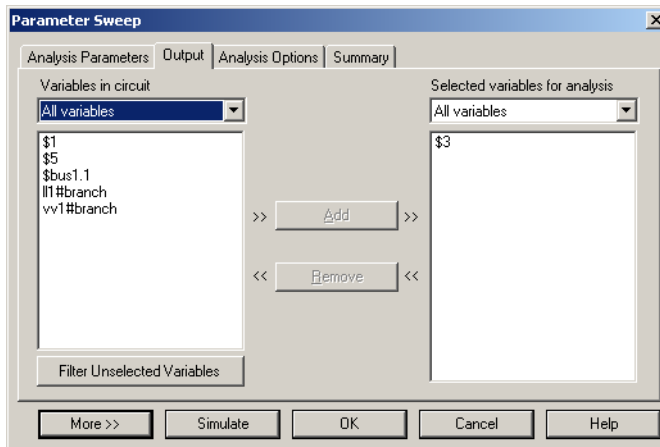 Parameter Sweep
Analysis Parameters Output Analysis Options Summary
Variables in circuit
Selected variables for analysis
All variables
All variables
$1
$5
$bus1.1
ll1#branch
vv1#branch
$3
>> Add >>
<< Remove <<
Filter Unselected Variables
More >> Simulate OK Cancel Help